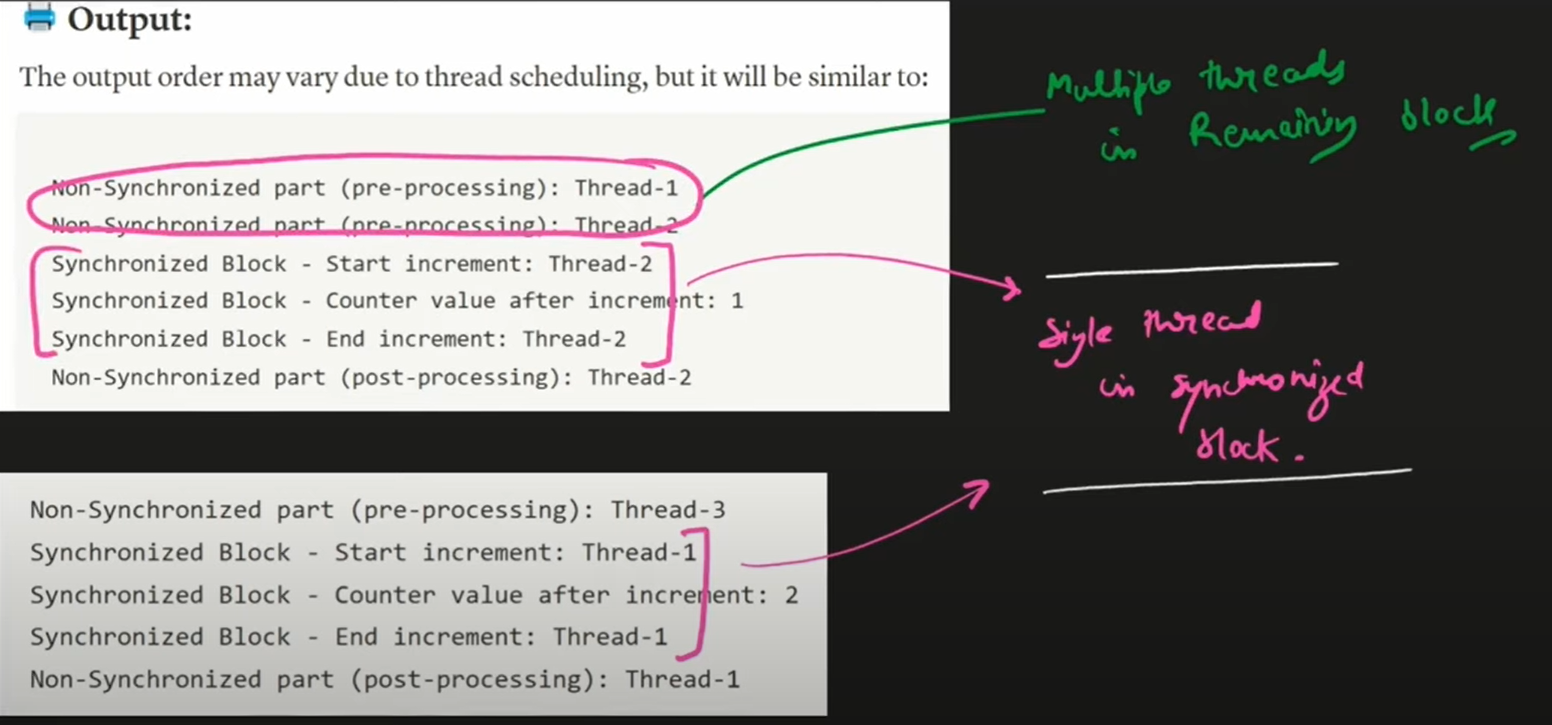 Output:
The output order may vary due to thread scheduling, but it will be similar to:
Non-Synchronized part (pre-processing): Thread-1
Non-Synchronized part (pre-processing): Thread-2
Synchronized Block - Start increment: Thread-2
Synchronized Block - Counter value after increment: 1
Synchronized Block - End increment: Thread-2
Non-Synchronized part (post-processing): Thread-2
Non-Synchronized part (pre-processing): Thread-3
Synchronized Block - Start increment: Thread-1
Synchronized Block - Counter value after increment: 2
Synchronized Block - End increment: Thread-1
Non-Synchronized part (post-processing): Thread-1
Multiple threads
in Remaining block
Single thread
in synchronized
block.